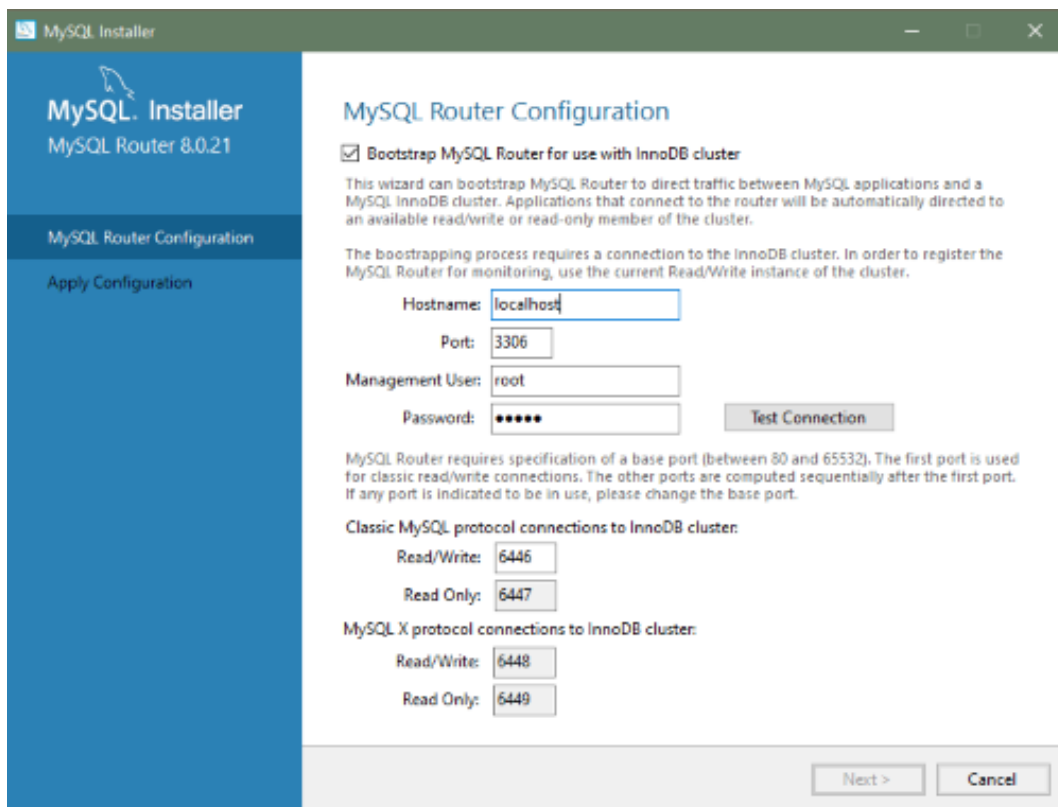 MySQL Installer
MySQL. Installer
MySQL Router 8.0.21
MySQL Router Configuration
Apply Configuration
MySQL Router Configuration
Bootstrap MySQL Router for use with InnoDB cluster
This wizard can bootstrap MySQL Router to direct traffic between MySQL applications and a
MySQL InnoDB cluster. Applications that connect to the router will be automatically directed to
an available read/write or read-only member of the cluster.
The boostrapping process requires a connection to the InnoDB cluster. In order to register the
MySQL Router for monitoring, use the current Read/Write instance of the cluster.
Hostname: localhost
Port: 3306
Management User: root
Password: ●●●●●
Test Connection
MySQL Router requires specification of a base port (between 80 and 65532). The first port is used
for classic read/write connections. The other ports are computed sequentially after the first port.
If any port is indicated to be in use, please change the base port.
Classic MySQL protocol connections to InnoDB cluster:
Read/Write: 6446
Read Only: 6447
MySQL X protocol connections to InnoDB cluster:
Read/Write: 6448
Read Only: 6449
Next >
Cancel